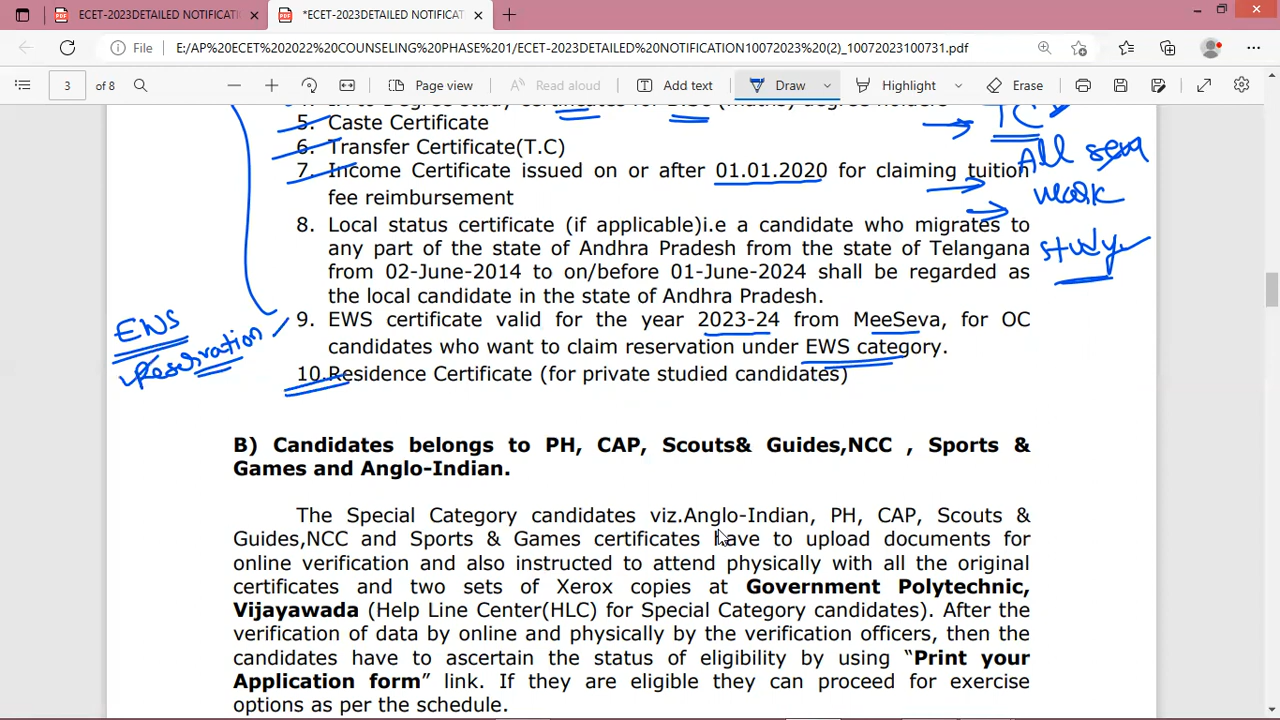 ECET-2023DETAILED NOTIFICATI
*ECET-2023DETAILED NOTIFICAT
File
E:/AP%20ECET%202022%20COUNSELING%20PHASE%201/ECET-2023DETAILED%20NOTIFICATION10072023%20(2)_10072023100731.pdf
3 of 8
Page view
Read aloud
Add text
Draw
Highlight
Erase
5. Caste Certificate
6. Transfer Certificate(T.C)
7. Income Certificate issued on or after 01.01.2020 for claiming tuition
fee reimbursement
8. Local status certificate (if applicable)i.e a candidate who migrates to
any part of the state of Andhra Pradesh from the state of Telangana
from 02-June-2014 to on/before 01-June-2024 shall be regarded as
the local candidate in the state of Andhra Pradesh.
9. EWS certificate valid for the year 2023-24 from MeeSeva, for OC
candidates who want to claim reservation under EWS category.
10.Residence Certificate (for private studied candidates)
TC
All sem
mark
study
EWS
Reservation
B) Candidates belongs to PH, CAP, Scouts& Guides,NCC , Sports &
Games and Anglo-Indian.
The Special Category candidates viz.Anglo-Indian, PH, CAP, Scouts &
Guides,NCC and Sports & Games certificates have to upload documents for
online verification and also instructed to attend physically with all the original
certificates and two sets of Xerox copies at Government Polytechnic,
Vijayawada (Help Line Center(HLC) for Special Category candidates). After the
verification of data by online and physically by the verification officers, then the
candidates have to ascertain the status of eligibility by using “Print your
Application form” link. If they are eligible they can proceed for exercise
options as per the schedule.